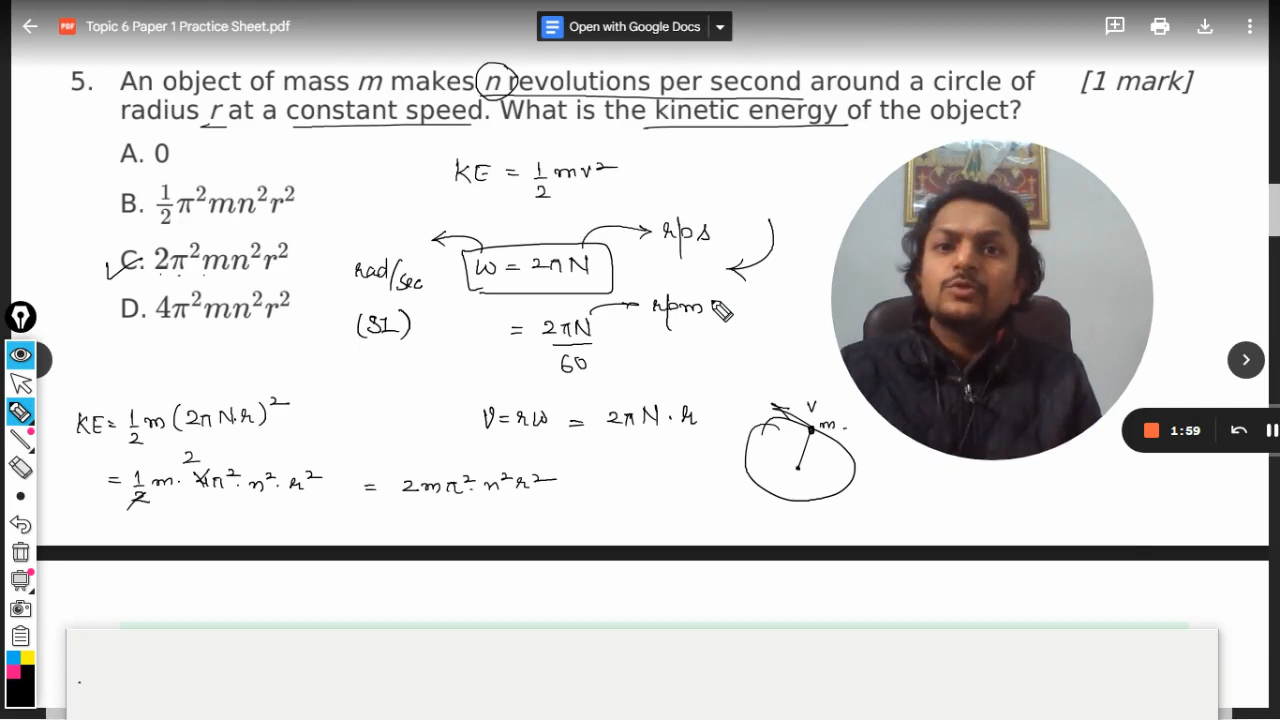 Topic 6 Paper 1 Practice Sheet.pdf
Open with Google Docs
5. An object of mass m makes n revolutions per second around a circle of [1 mark]
radius r at a constant speed. What is the kinetic energy of the object?
A. 0
B. 1/2 π²mn²r²
C. 2π²mn²r²
D. 4π²mn²r²
KE = 1/2 mv²
rps
rad/sec ω = 2πN
(SI) = 2πN/60 rpm
KE = 1/2 m (2πN.r)² V = rω = 2πN . r
V
m.
= 1/2 m. 4π². n². r² = 2mπ². n²r²
2
1:59